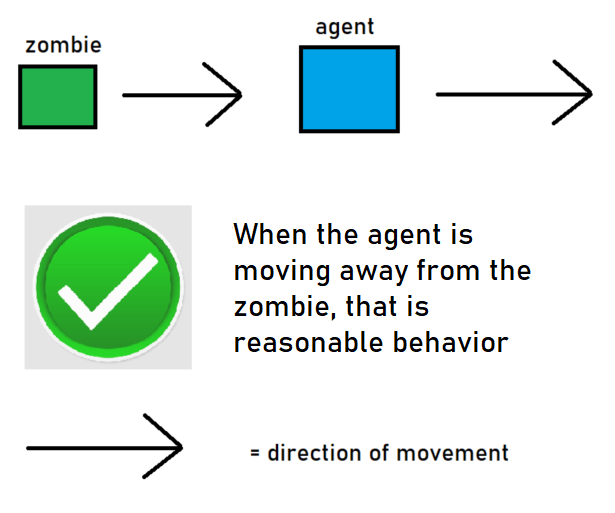 zombie
agent
When the agent is
moving away from the
zombie, that is
reasonable behavior
= direction of movement